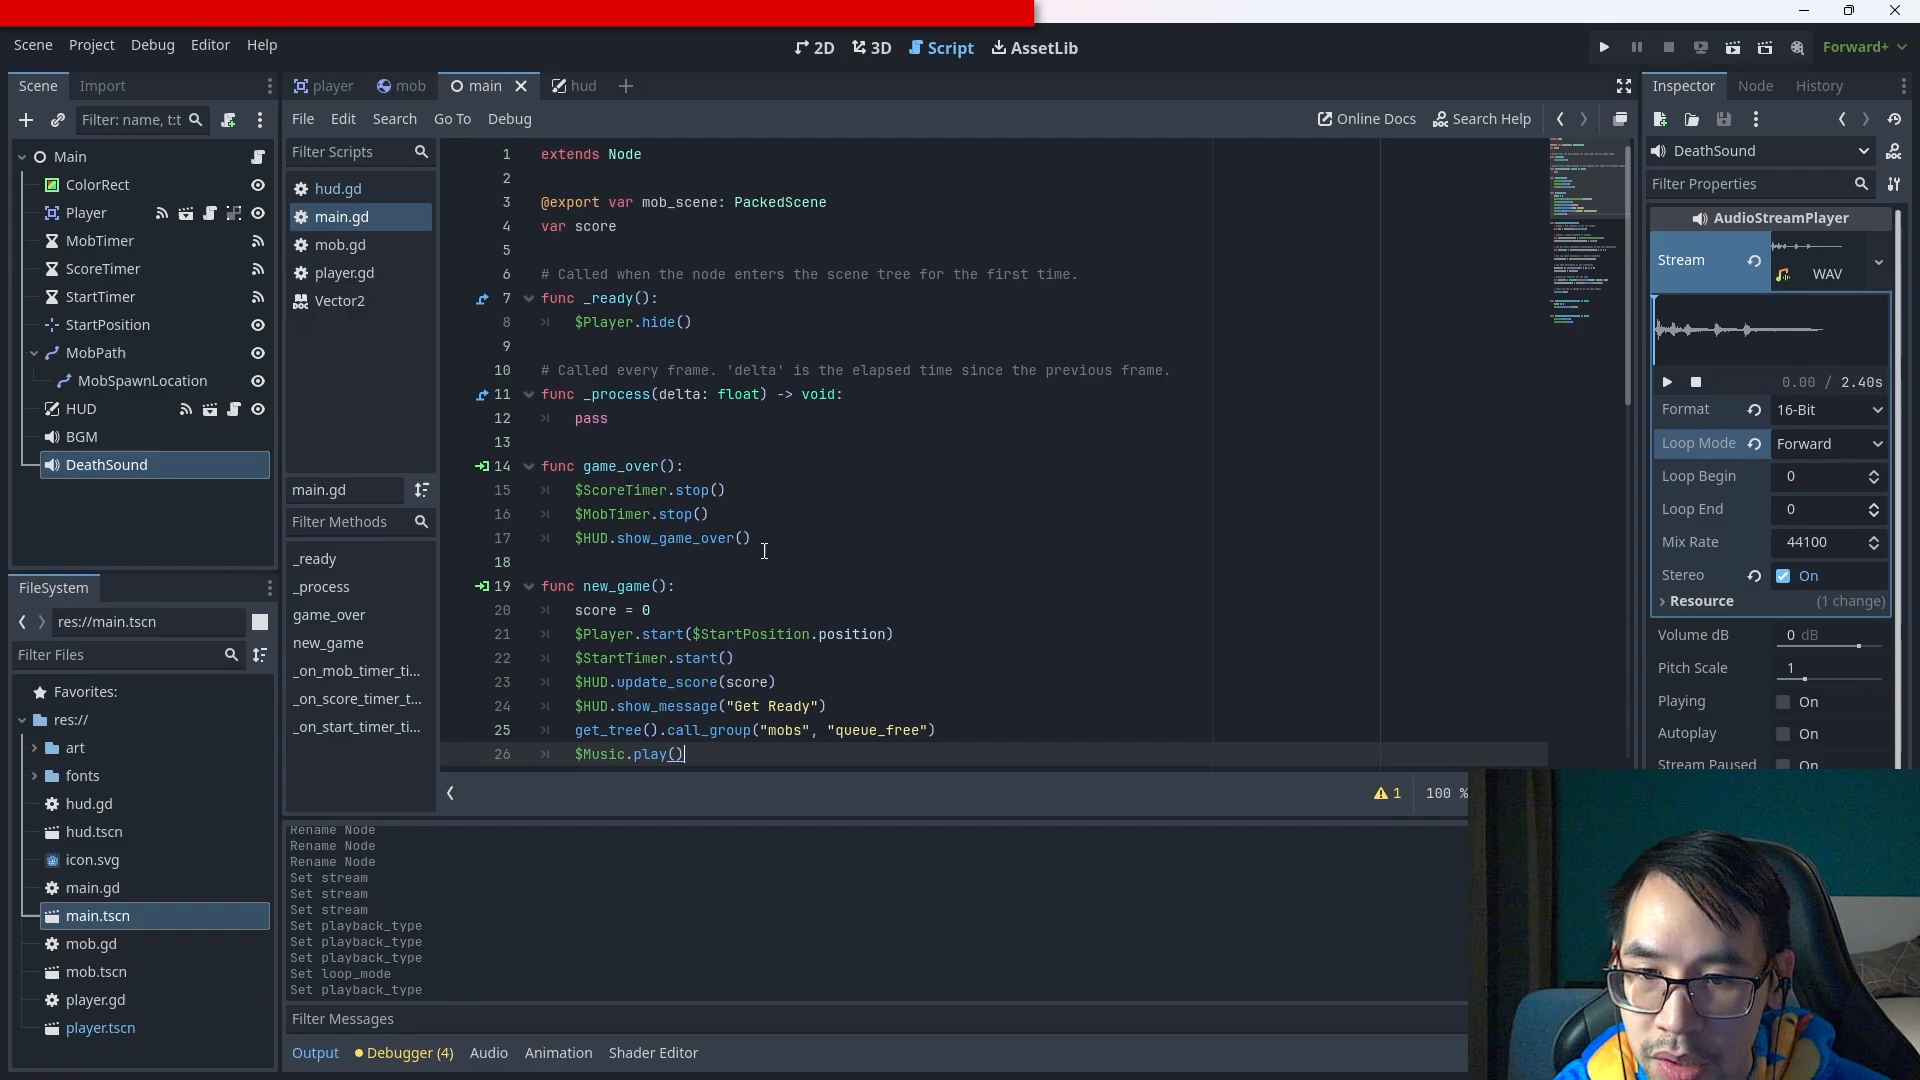 Scene Project Debug Editor Help
2D 3D Script AssetLib
Forward+
Scene Import
Filter: name, t:t
Main
ColorRect
Player
MobTimer
ScoreTimer
StartTimer
StartPosition
MobPath
MobSpawnLocation
HUD
BGM
DeathSound
FileSystem
res://main.tscn
Filter Files
Favorites:
res://
art
fonts
hud.gd
hud.tscn
icon.svg
main.gd
main.tscn
mob.gd
mob.tscn
player.gd
player.tscn
player mob main hud
File Edit Search Go To Debug
Online Docs Search Help
Filter Scripts
hud.gd
main.gd
mob.gd
player.gd
Vector2
main.gd
Filter Methods
_ready
_process
game_over
new_game
_on_mob_timer_ti...
_on_score_timer_t...
_on_start_timer_ti...
1 extends Node
2
3 @export var mob_scene: PackedScene
4 var score
5
6 # Called when the node enters the scene tree for the first time.
7 func _ready():
8 $Player.hide()
9
10 # Called every frame. 'delta' is the elapsed time since the previous frame.
11 func _process(delta: float) -> void:
12 pass
13
14 func game_over():
15 $ScoreTimer.stop()
16 $MobTimer.stop()
17 $HUD.show_game_over()
18
19 func new_game():
20 score = 0
21 $Player.start($StartPosition.position)
22 $StartTimer.start()
23 $HUD.update_score(score)
24 $HUD.show_message("Get Ready")
25 get_tree().call_group("mobs", "queue_free")
26 $Music.play()
1 100 %
Rename Node
Rename Node
Rename Node
Set stream
Set stream
Set stream
Set playback_type
Set playback_type
Set playback_type
Set loop_mode
Set playback_type
Filter Messages
Output Debugger (4) Audio Animation Shader Editor
Inspector Node History
DeathSound
Filter Properties
AudioStreamPlayer
Stream WAV
0.00 / 2.40s
Format 16-Bit
Loop Mode Forward
Loop Begin 0
Loop End 0
Mix Rate 44100
Stereo On
Resource (1 change)
Volume dB 0 dB
Pitch Scale 1
Playing On
Autoplay On
Stream Paused On